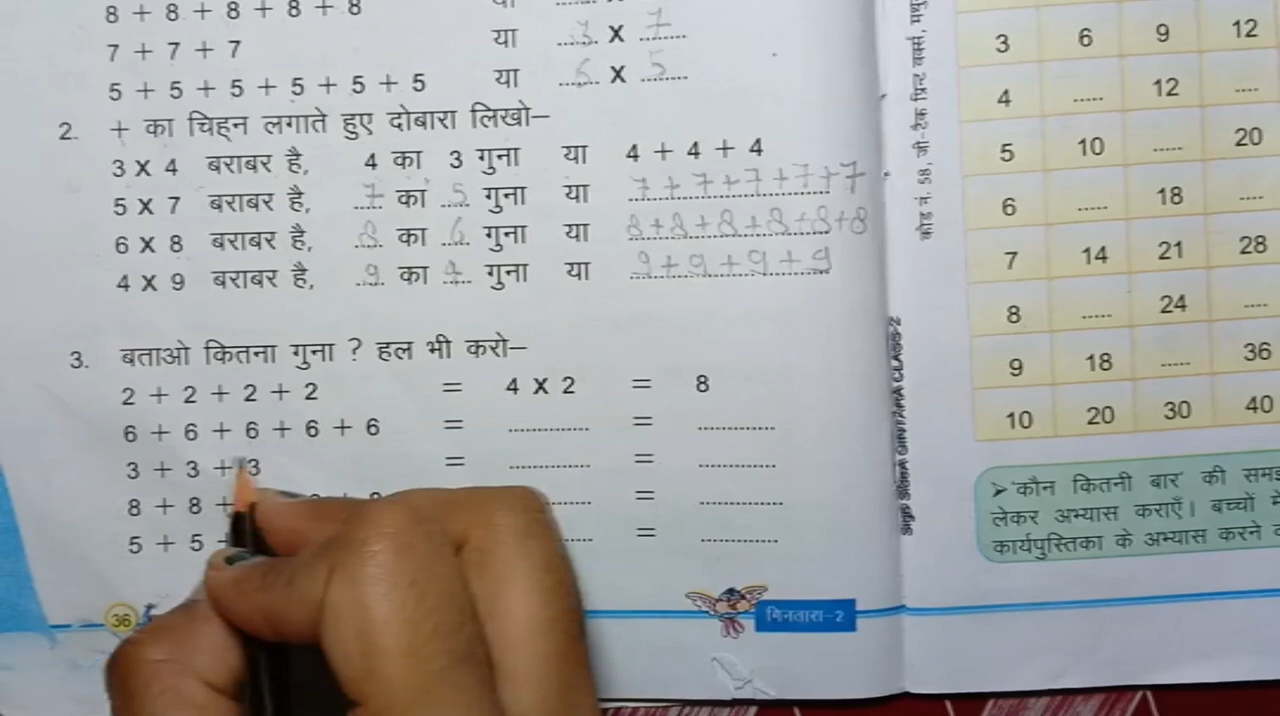 8 + 8 + 8 + 8 + 8
7 + 7 + 7 या 3 X 7
5 + 5 + 5 + 5 + 5 + 5 या 6 X 5
2. + का चिह्न लगाते हुए दोबारा लिखो–
3 X 4 बराबर है, 4 का 3 गुना या 4 + 4 + 4
5 X 7 बराबर है, 7 का 5 गुना या 7+7+7+7+7
6 X 8 बराबर है, 8 का 6 गुना या 8+8+8+8+8+8
4 X 9 बराबर है, 9 का 4 गुना या 9+9+9+9
3. बताओ कितना गुना ? हल भी करो–
2 + 2 + 2 + 2 = 4 X 2 = 8
6 + 6 + 6 + 6 + 6 = ............. = ............
3 + 3 + 3 = ............. = ............
8 + 8 + = ............
5 + 5 = ............
36
गिनतारा–2
3 6 9 12
4 ..... 12 ....
5 10 ..... 20
6 ..... 18 ....
7 14 21 28
8 ..... 24 ....
9 18 ..... 36
10 20 30 40
➢ 'कौन कितनी बार' की
लेकर अभ्यास कराएँ। बच्चों
कार्यपुस्तिका के अभ्यास करने